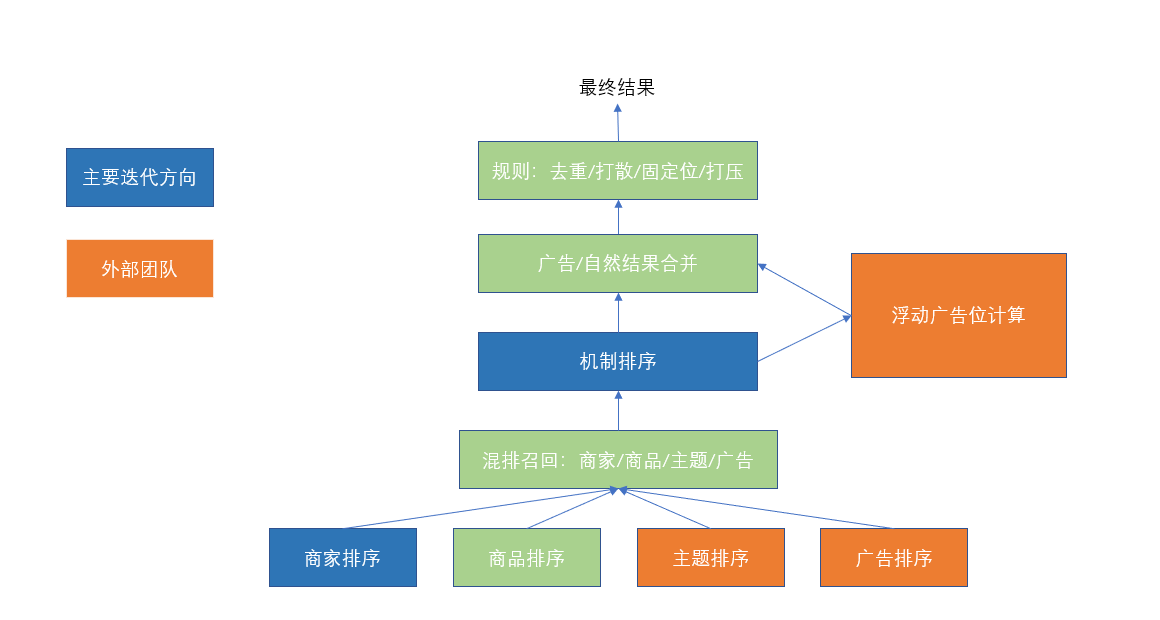 最终结果
主要迭代方向
规则：去重/打散/固定位/打压
外部团队
广告/自然结果合并
浮动广告位计算
机制排序
混排召回：商家/商品/主题/广告
商家排序
商品排序
主题排序
广告排序